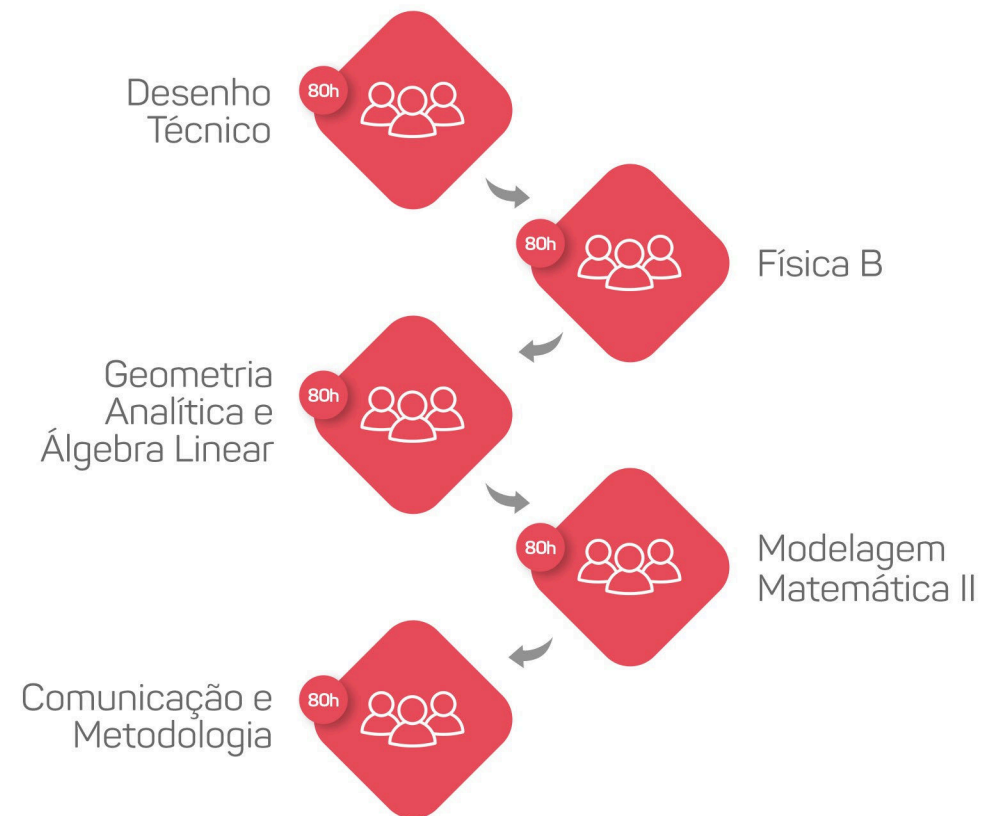 80h
Desenho
Técnico
80h
Física B
80h
Geometria
Analítica e
Álgebra Linear
80h
Modelagem
Matemática II
80h
Comunicação e
Metodologia